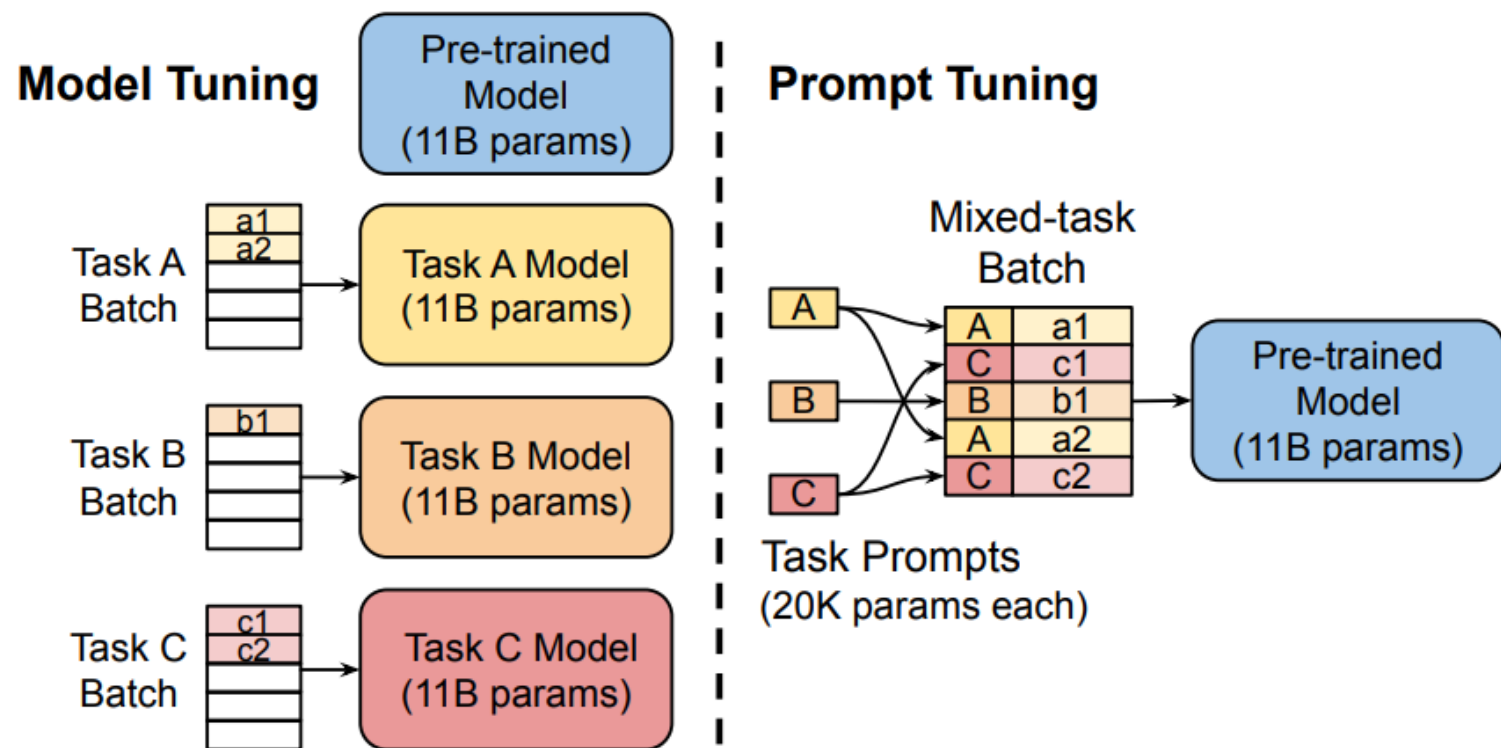 Model Tuning
Pre-trained
Model
(11B params)
Task A
Batch
a1
a2
Task A Model
(11B params)
Task B
Batch
b1
Task B Model
(11B params)
Task C
Batch
c1
c2
Task C Model
(11B params)
Prompt Tuning
Mixed-task
Batch
A
B
C
A a1
C c1
B b1
A a2
C c2
Pre-trained
Model
(11B params)
Task Prompts
(20K params each)